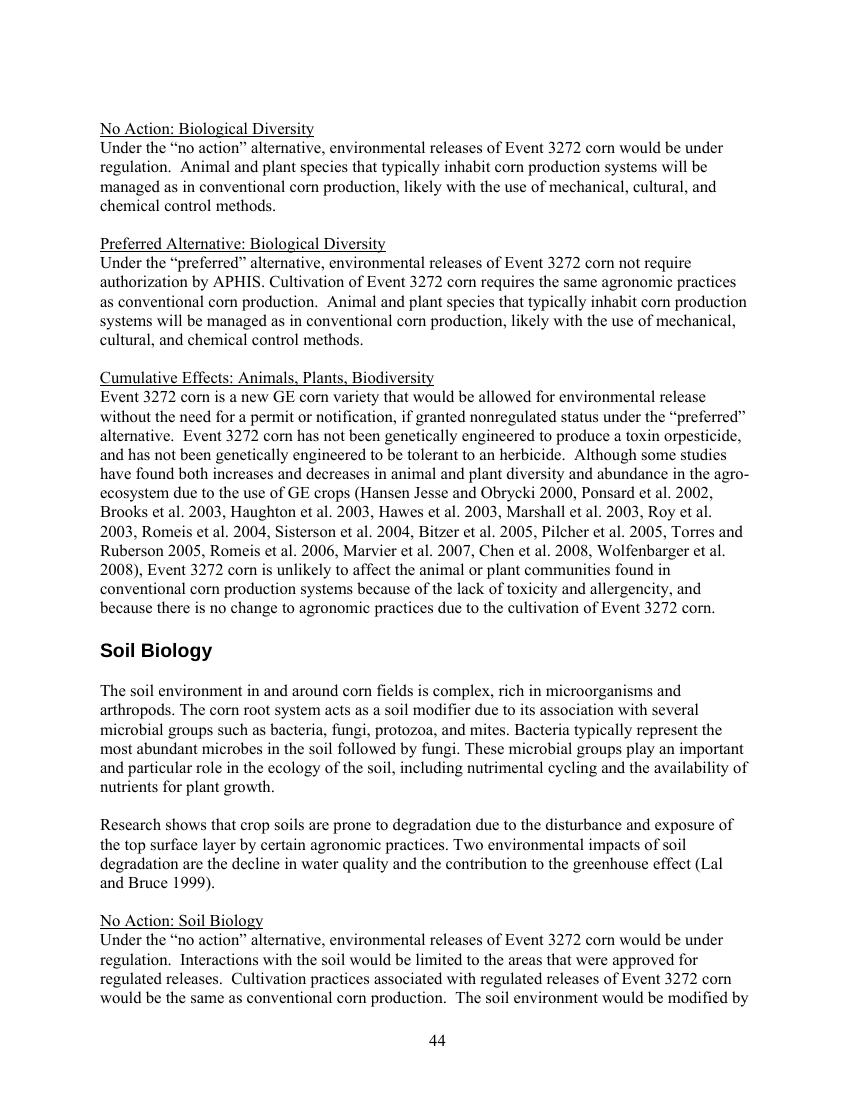 No Action: Biological Diversity
Under the “no action” alternative, environmental releases of Event 3272 corn would be under
regulation.  Animal and plant species that typically inhabit corn production systems will be
managed as in conventional corn production, likely with the use of mechanical, cultural, and
chemical control methods.
Preferred Alternative: Biological Diversity
Under the “preferred” alternative, environmental releases of Event 3272 corn not require
authorization by APHIS. Cultivation of Event 3272 corn requires the same agronomic practices
as conventional corn production.  Animal and plant species that typically inhabit corn production
systems will be managed as in conventional corn production, likely with the use of mechanical,
cultural, and chemical control methods.
Cumulative Effects: Animals, Plants, Biodiversity
Event 3272 corn is a new GE corn variety that would be allowed for environmental release
without the need for a permit or notification, if granted nonregulated status under the “preferred”
alternative.  Event 3272 corn has not been genetically engineered to produce a toxin orpesticide,
and has not been genetically engineered to be tolerant to an herbicide.  Although some studies
have found both increases and decreases in animal and plant diversity and abundance in the agro-
ecosystem due to the use of GE crops (Hansen Jesse and Obrycki 2000, Ponsard et al. 2002,
Brooks et al. 2003, Haughton et al. 2003, Hawes et al. 2003, Marshall et al. 2003, Roy et al.
2003, Romeis et al. 2004, Sisterson et al. 2004, Bitzer et al. 2005, Pilcher et al. 2005, Torres and
Ruberson 2005, Romeis et al. 2006, Marvier et al. 2007, Chen et al. 2008, Wolfenbarger et al.
2008), Event 3272 corn is unlikely to affect the animal or plant communities found in
conventional corn production systems because of the lack of toxicity and allergencity, and
because there is no change to agronomic practices due to the cultivation of Event 3272 corn.
Soil Biology
The soil environment in and around corn fields is complex, rich in microorganisms and
arthropods. The corn root system acts as a soil modifier due to its association with several
microbial groups such as bacteria, fungi, protozoa, and mites. Bacteria typically represent the
most abundant microbes in the soil followed by fungi. These microbial groups play an important
and particular role in the ecology of the soil, including nutrimental cycling and the availability of
nutrients for plant growth.
Research shows that crop soils are prone to degradation due to the disturbance and exposure of
the top surface layer by certain agronomic practices. Two environmental impacts of soil
degradation are the decline in water quality and the contribution to the greenhouse effect (Lal
and Bruce 1999).
No Action: Soil Biology
Under the “no action” alternative, environmental releases of Event 3272 corn would be under
regulation.  Interactions with the soil would be limited to the areas that were approved for
regulated releases.  Cultivation practices associated with regulated releases of Event 3272 corn
would be the same as conventional corn production.  The soil environment would be modified by
44